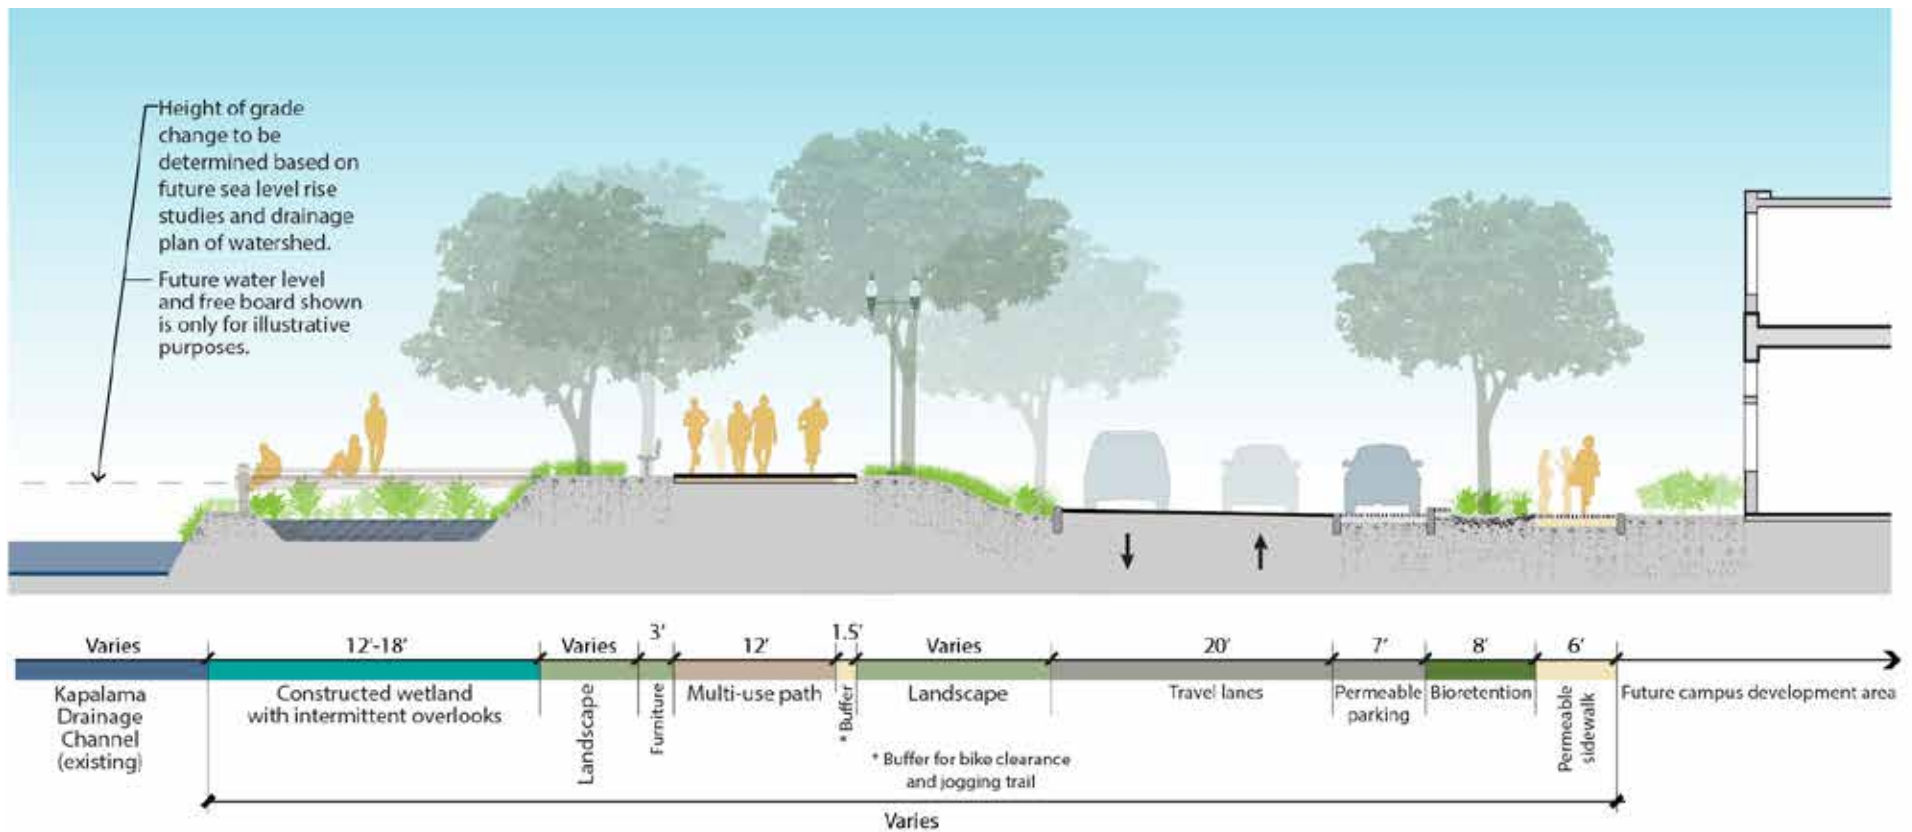 Height of grade
change to be
determined based on
future sea level rise
studies and drainage
plan of watershed.
Future water level
and free board shown
is only for illustrative
purposes.
Varies
12'-18'
Varies
3'
12'
1.5'
Varies
20'
7'
8'
6'
Kapalama
Drainage
Channel
(existing)
Constructed wetland
with intermittent overlooks
Landscape
Furniture
Multi-use path
* Buffer
Landscape
Travel lanes
Permeable
parking
Bioretention
Permeable
sidewalk
Future campus development area
* Buffer for bike clearance
and jogging trail
Varies